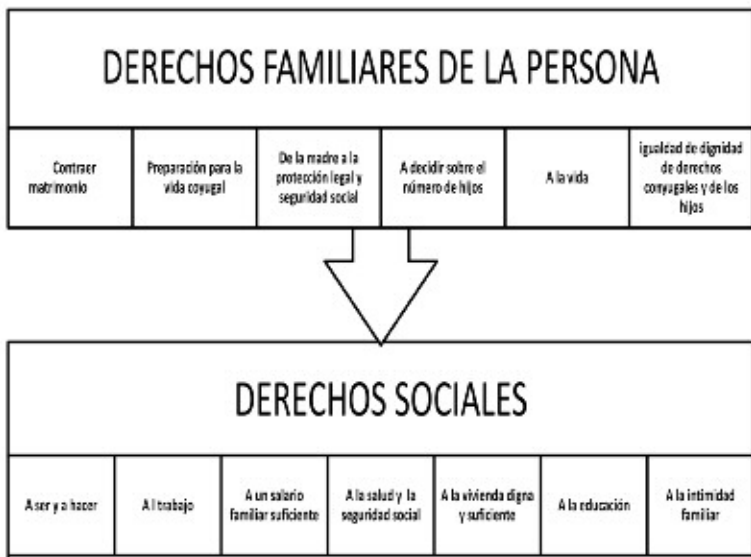 DERECHOS FAMILIARES DE LA PERSONA
Contraer
matrimonio
Preparación para la
vida coyugal
De la madre a la
protección legal y
seguridad social
A decidir sobre el
número de hijos
A la vida
igualdad de dignidad
de derechos
conyugales y de los
hijos
DERECHOS SOCIALES
A ser y a hacer
Al trabajo
A un salario
familiar suficiente
A la salud y la
seguridad social
A la vivienda digna
y suficiente
A la educación
A la intimidad
familiar